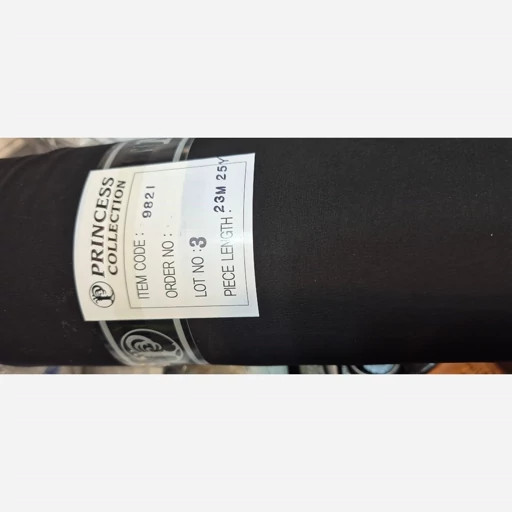 PRINCESS
COLLECTION
ITEM CODE : 9821
ORDER NO :
LOT NO : 3
PIECE LENGTH : 23M 25Y